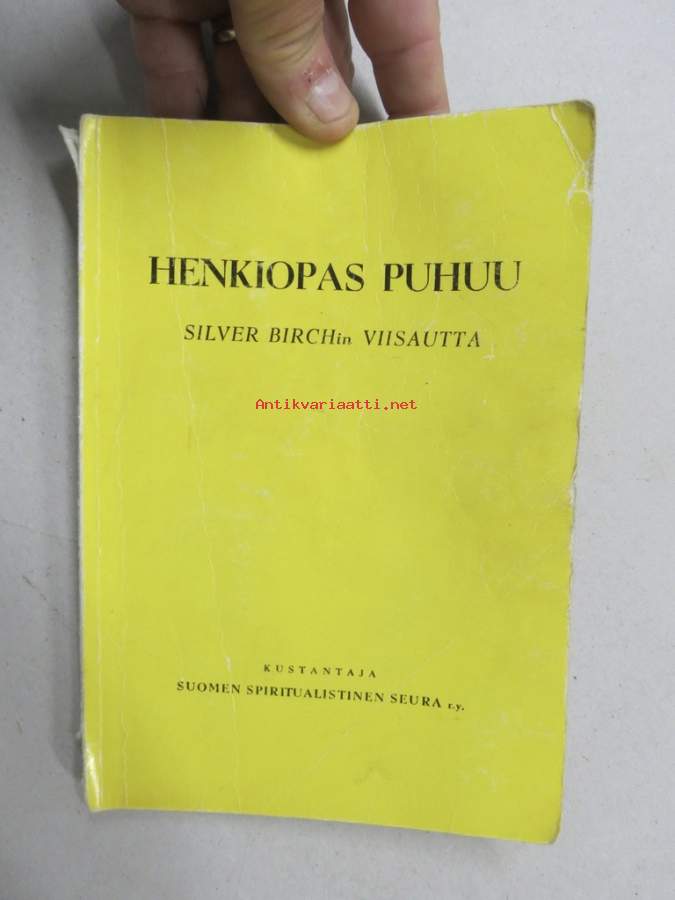 HENKIOPAS PUHUU
SILVER BIRCHin VIISAUTTA
Antikvariaatti.net
KUSTANTAJA
SUOMEN SPIRITUALISTINEN SEURA r.y.